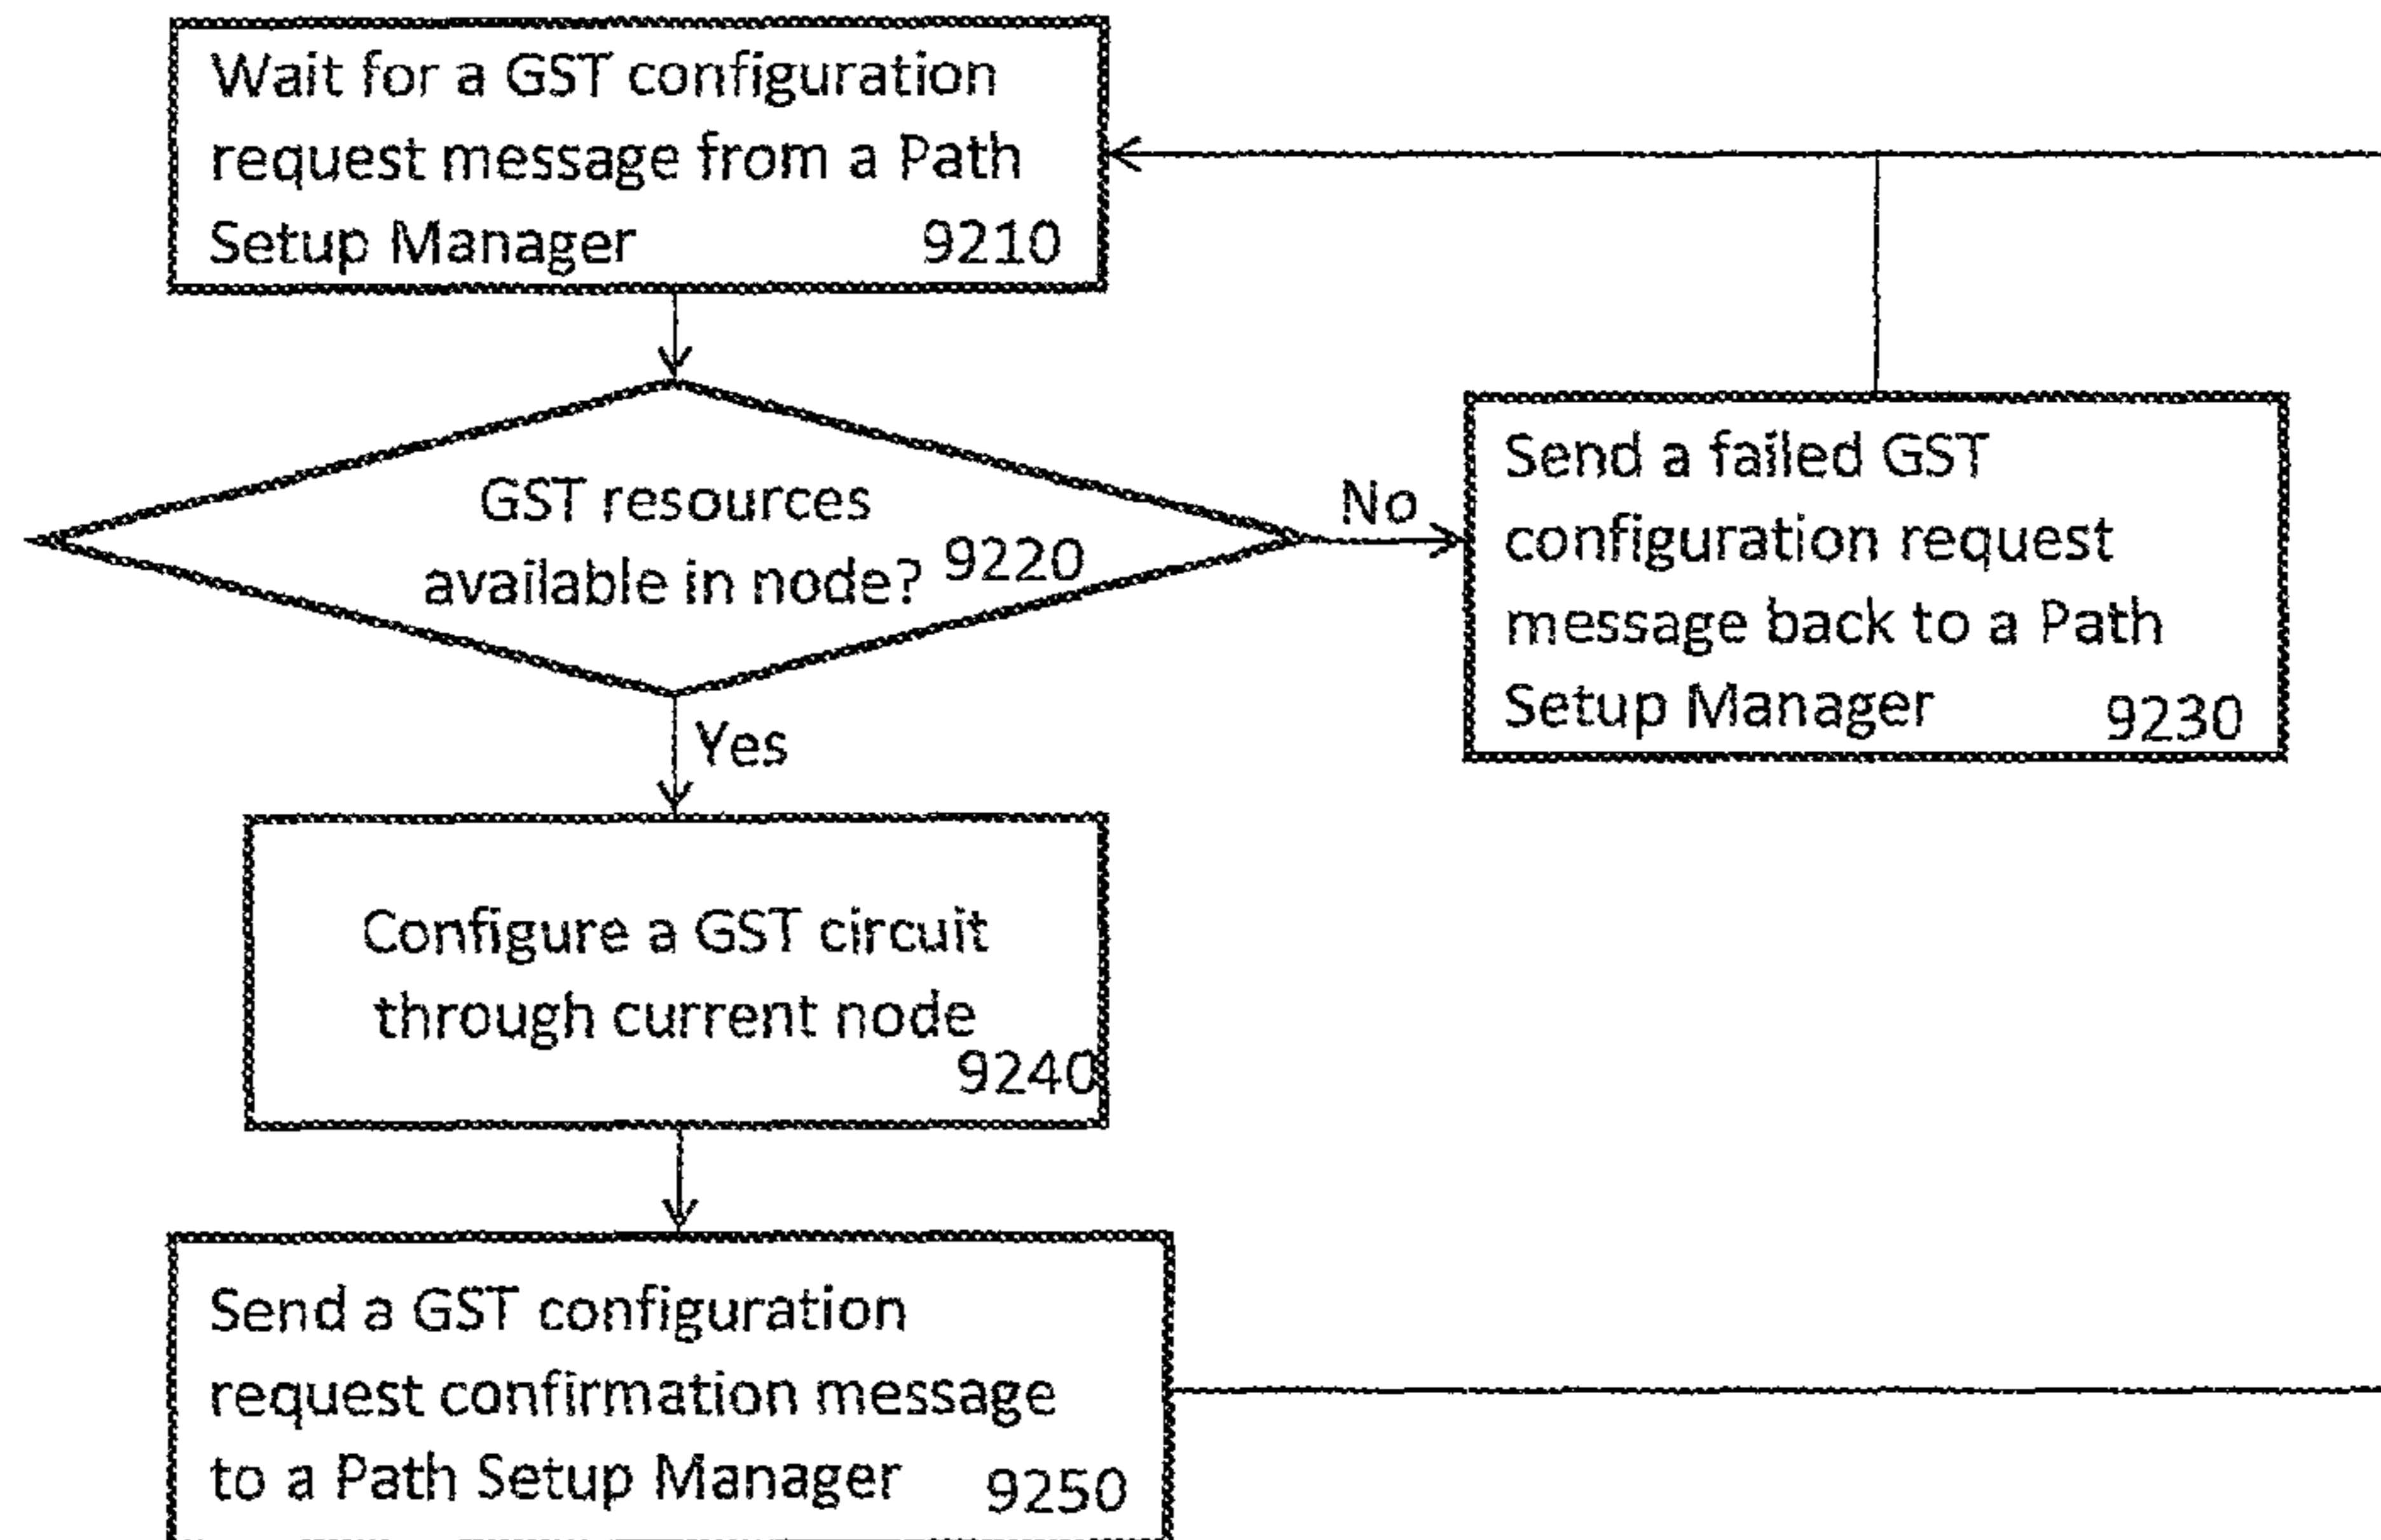 Wait for a GST configuration
request message from a Path
Setup Manager 9210
GST resources
available in node? 9220
No
Send a failed GST
configuration request
message back to a Path
Setup Manager 9230
Yes
Configure a GST circuit
through current node
9240
Send a GST configuration
request confirmation message
to a Path Setup Manager 9250